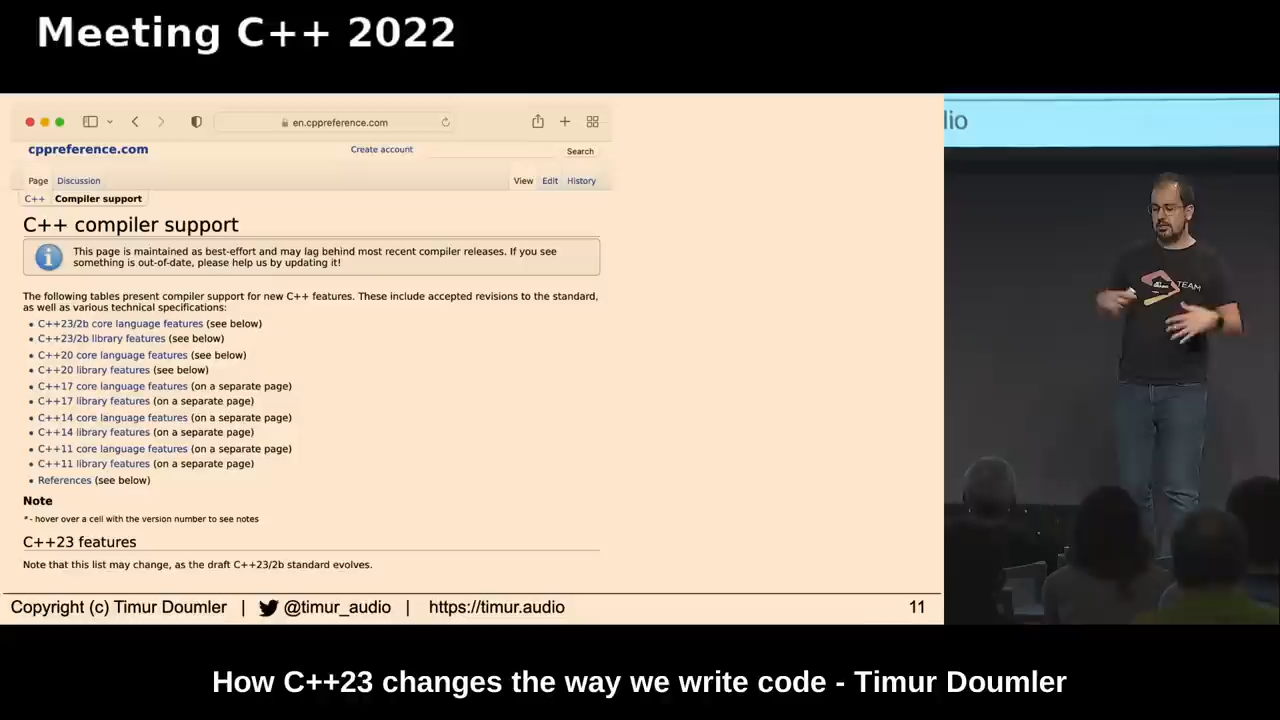 Meeting C++ 2022
en.cppreference.com
cppreference.com
Create account
Search
Page
Discussion
View
Edit
History
C++
Compiler support
C++ compiler support
This page is maintained as best-effort and may lag behind most recent compiler releases. If you see
something is out-of-date, please help us by updating it!
The following tables present compiler support for new C++ features. These include accepted revisions to the standard,
as well as various technical specifications:
• C++23/2b core language features (see below)
• C++23/2b library features (see below)
• C++20 core language features (see below)
• C++20 library features (see below)
• C++17 core language features (on a separate page)
• C++17 library features (on a separate page)
• C++14 core language features (on a separate page)
• C++14 library features (on a separate page)
• C++11 core language features (on a separate page)
• C++11 library features (on a separate page)
• References (see below)
Note
* - hover over a cell with the version number to see notes
C++23 features
Note that this list may change, as the draft C++23/2b standard evolves.
Copyright (c) Timur Doumler | @timur_audio | https://timur.audio
11
dio
TEAM
How C++23 changes the way we write code - Timur Doumler